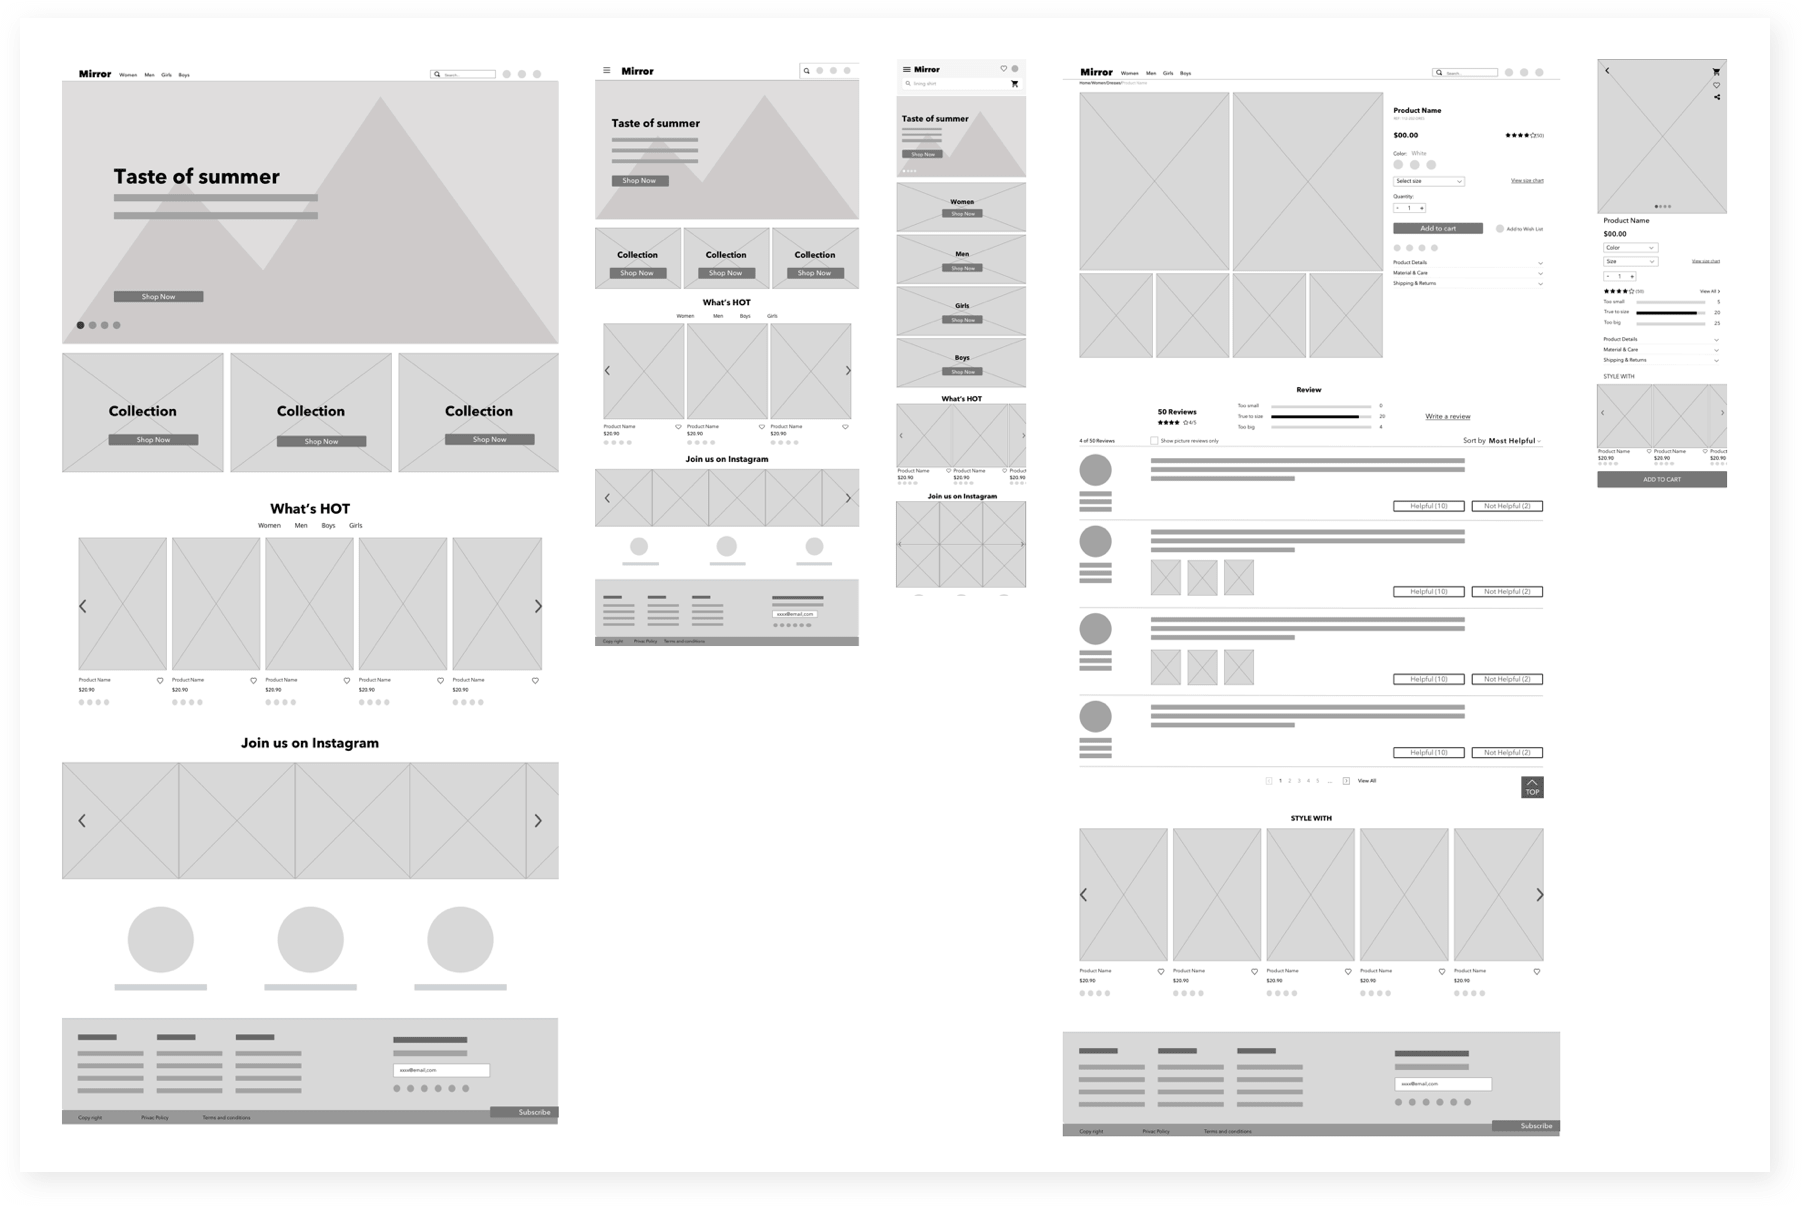 Mirror Women Men Girls Boys
Search...
Taste of summer
Shop Now
Collection Collection Collection
Shop Now Shop Now Shop Now
What's HOT
Women Men Boys Girls
Product Name Product Name Product Name Product Name Product Name
$20.90 $20.90 $20.90 $20.90 $20.90
Join us on Instagram
xxxx@email,com
Subscribe
Copy right Privat Policy Terms and conditions
Mirror
Taste of summer
Shop Now
Collection Collection Collection
Shop Now Shop Now Shop Now
What's HOT
Women Men Boys Girls
Product Name Product Name Product Name
$20.90 $20.90 $20.90
Join us on Instagram
xxxx@email,com
Copy right Privat Policy Terms and conditions
Mirror
Taste of summer
Shop Now
Women
Shop Now
Men
Shop Now
Girls
Shop Now
Boys
Shop Now
What's HOT
Product Name Product Name Product
$20.90 $20.90 $20.90
Join us on Instagram
Mirror Women Men Girls Boys
Search...
Home/Women/Dresses/Product name
Product Name
$00.00 (50)
Color: White
Select size View size chart
Quantity:
- 1 +
Add to cart Add to Wish List
Product Details
Material & Care
Shipping & Returns
Review
50 Reviews
4/5
Too small 0
True to size 20
Too big 4
Write a review
4 of 50 Reviews Show picture reviews only Sort by Most Helpful
Helpful (10) Not Helpful (2)
Helpful (10) Not Helpful (2)
Helpful (10) Not Helpful (2)
Helpful (10) Not Helpful (2)
1 2 3 4 5 ... View All
TOP
STYLE WITH
Product Name Product Name Product Name Product Name Product Name
$20.90 $20.90 $20.90 $20.90 $20.90
xxxx@email,com
Subscribe
Copy right Privat Policy Terms and conditions
Product Name
$00.00
Color
Size View size chart
- 1 +
(50) View All
Too small 5
True to size 20
Too big 25
Product Details
Material & Care
Shipping & Returns
STYLE WITH
Product Name Product Name Product
$20.90 $20.90 $20.90
ADD TO CART